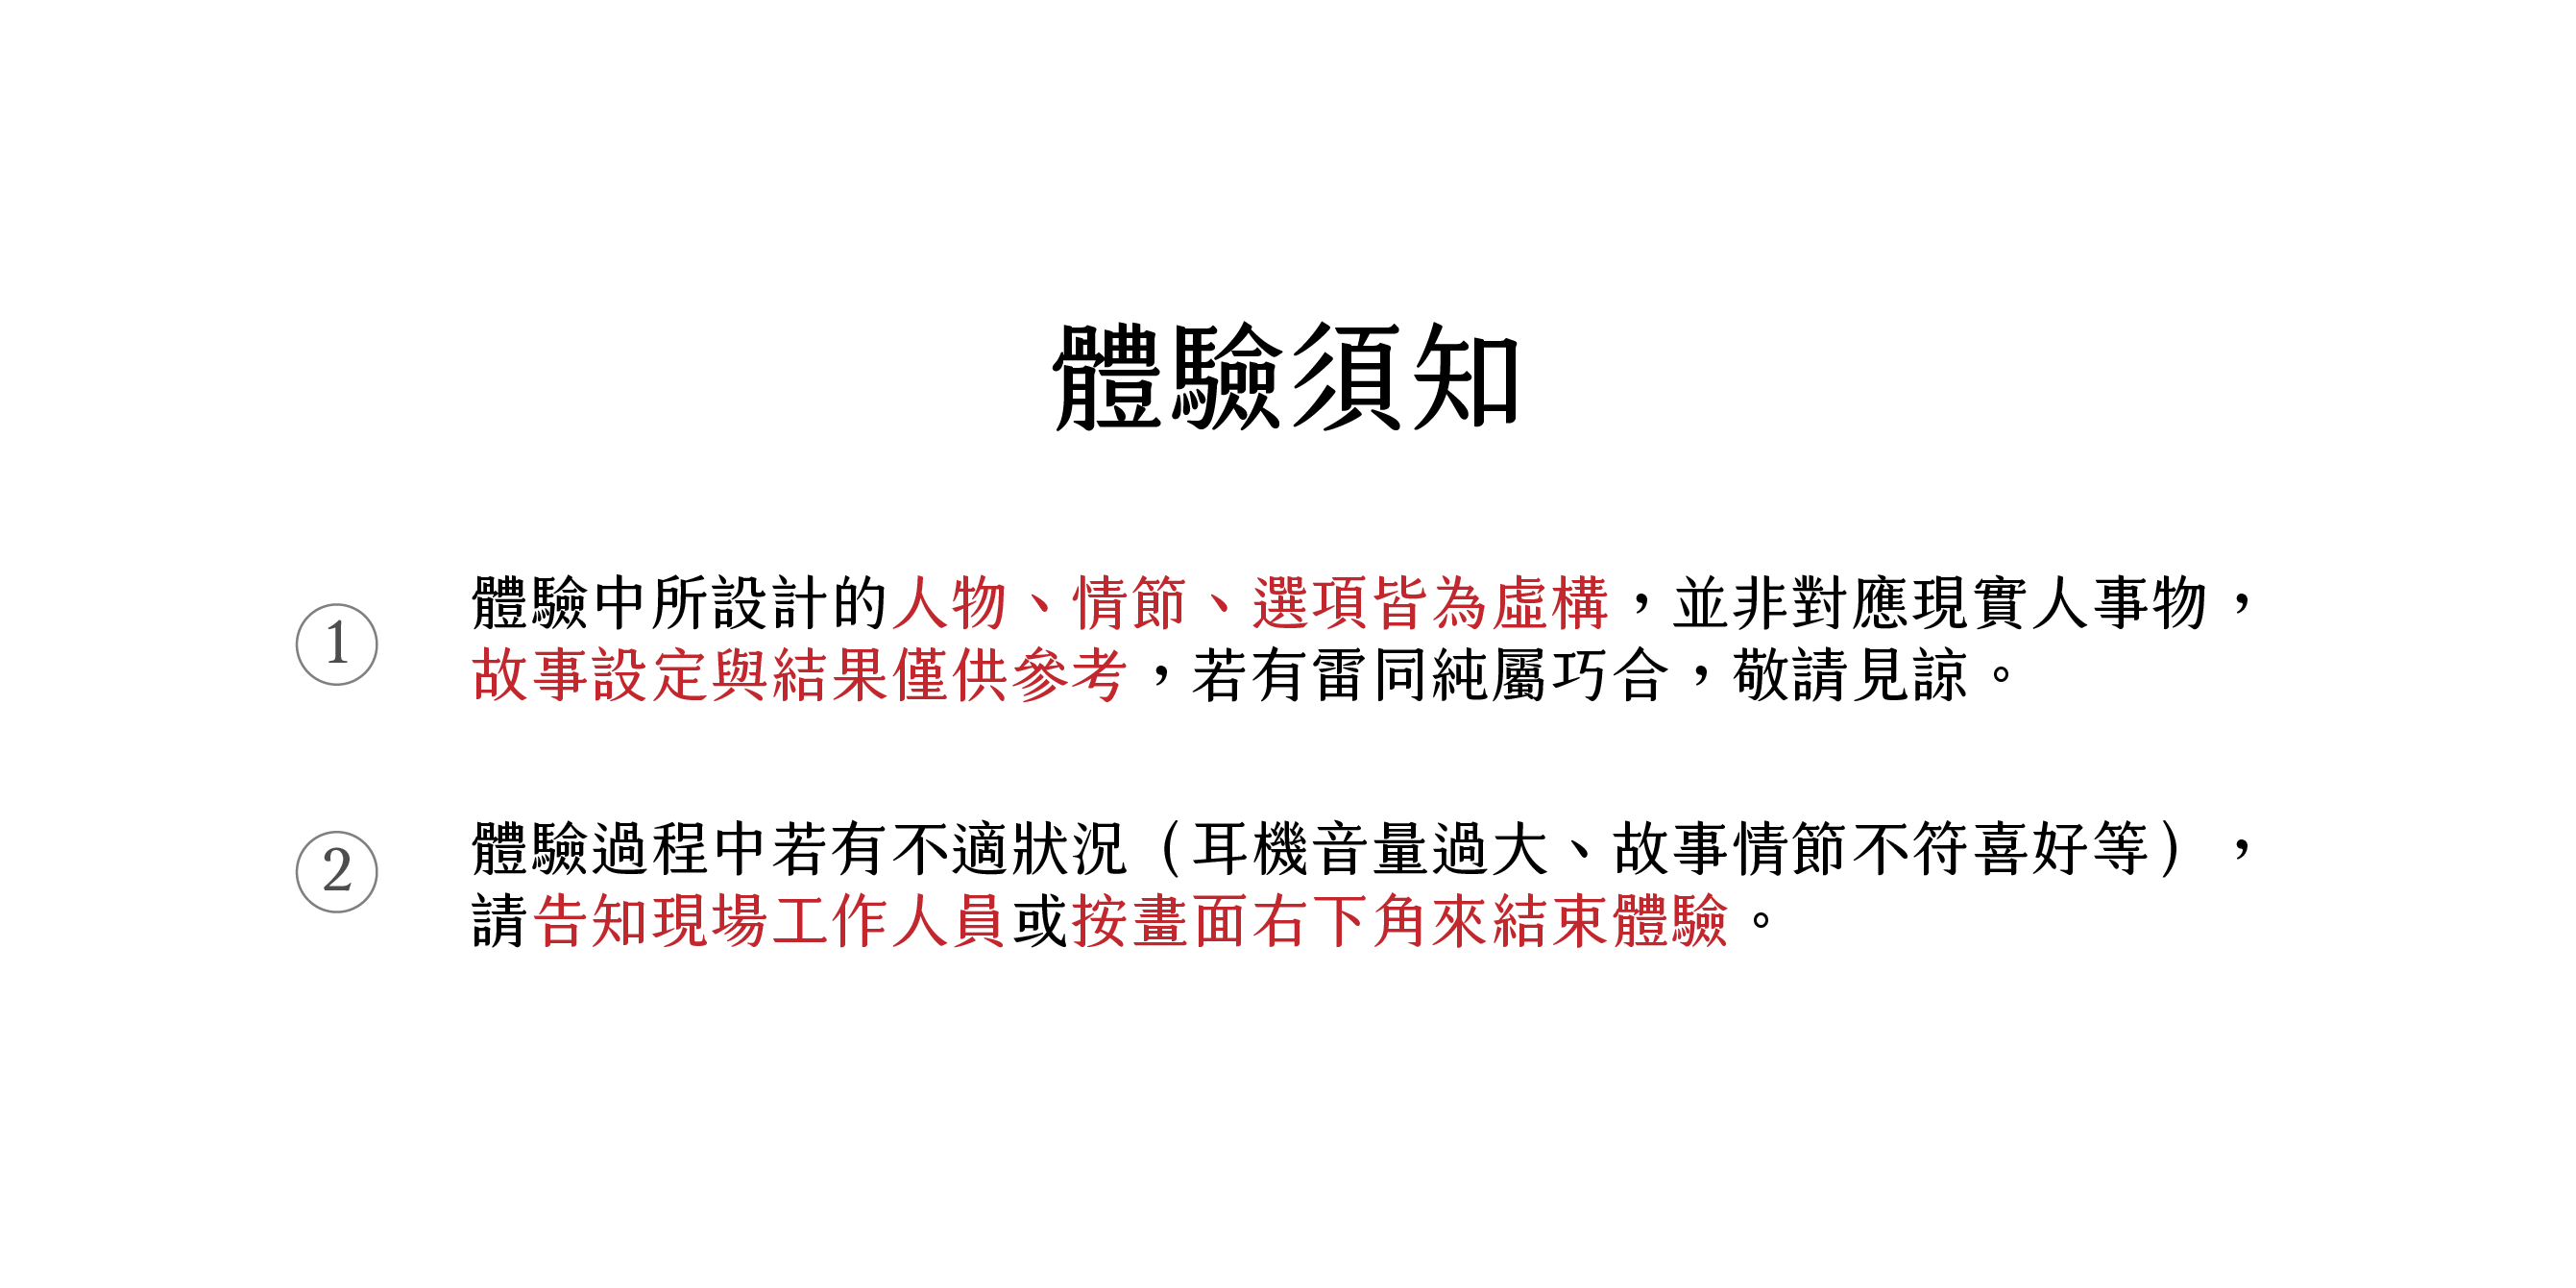 體驗須知
① 體驗中所設計的人物、情節、選項皆為虛構，並非對應現實人事物，
故事設定與結果僅供參考，若有雷同純屬巧合，敬請見諒。
② 體驗過程中若有不適狀況（耳機音量過大、故事情節不符喜好等），
請告知現場工作人員或按畫面右下角來結束體驗。